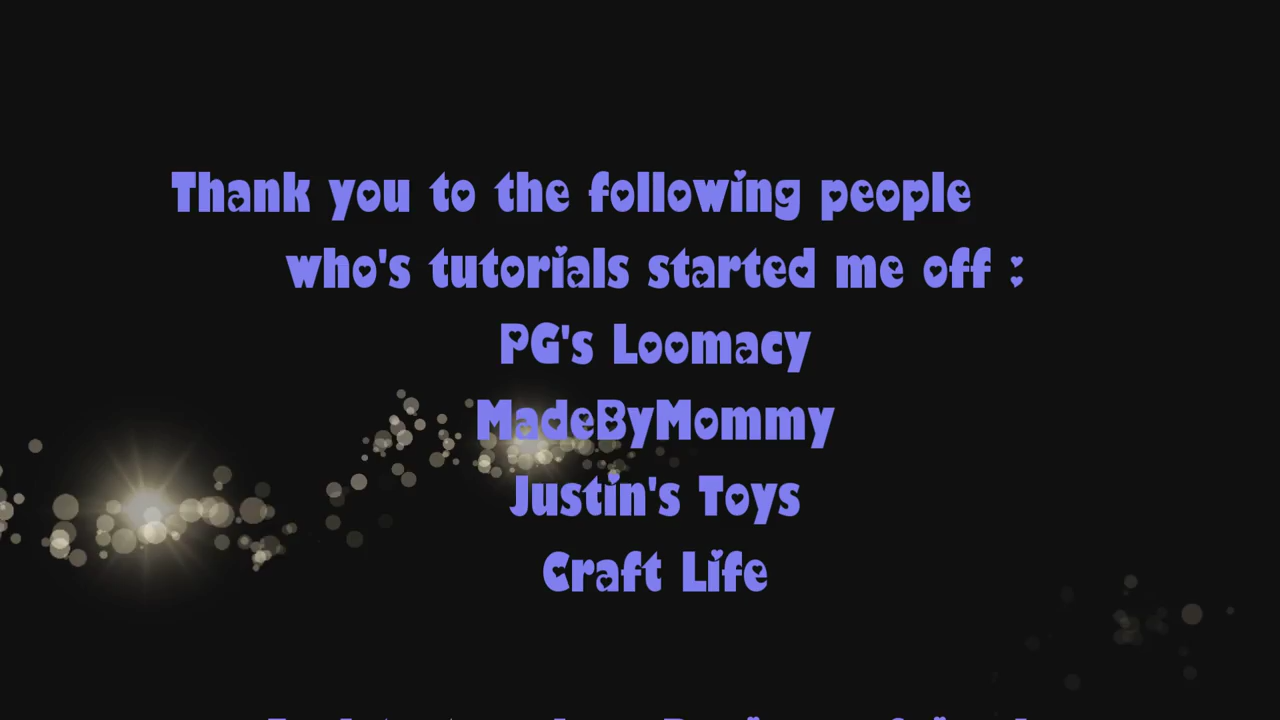 Thank you to the following people
who's tutorials started me off :
PG's Loomacy
MadeByMommy
Justin's Toys
Craft Life